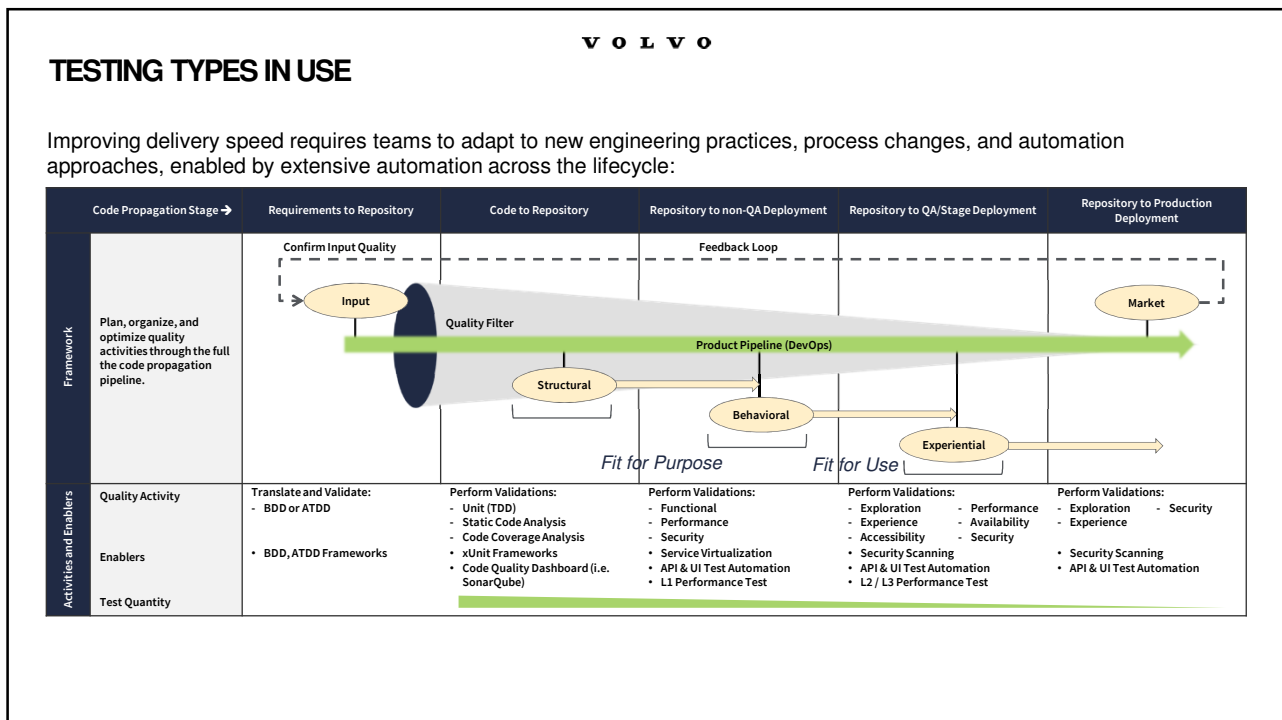 VOLVO
TESTING TYPES IN USE
Improving delivery speed requires teams to adapt to new engineering practices, process changes, and automation
approaches, enabled by extensive automation across the lifecycle:
Code Propagation Stage →
Requirements to Repository
Code to Repository
Repository to non-QA Deployment
Repository to QA/Stage Deployment
Repository to Production
Deployment
Framework
Plan, organize, and
optimize quality
activities through the full
the code propagation
pipeline.
Confirm Input Quality
Feedback Loop
Input
Market
Quality Filter
Product Pipeline (DevOps)
Structural
Behavioral
Experiential
Fit for Purpose
Fit for Use
Activities and Enablers
Quality Activity
Translate and Validate:
- BDD or ATDD
Perform Validations:
- Unit (TDD)
- Static Code Analysis
- Code Coverage Analysis
Perform Validations:
- Functional
- Performance
- Security
Perform Validations:
- Exploration
- Experience
- Accessibility
- Performance
- Availability
- Security
Perform Validations:
- Exploration
- Experience
- Security
Enablers
• BDD, ATDD Frameworks
• xUnit Frameworks
• Code Quality Dashboard (i.e.
SonarQube)
• Service Virtualization
• API & UI Test Automation
• L1 Performance Test
• Security Scanning
• API & UI Test Automation
• L2 / L3 Performance Test
• Security Scanning
• API & UI Test Automation
Test Quantity